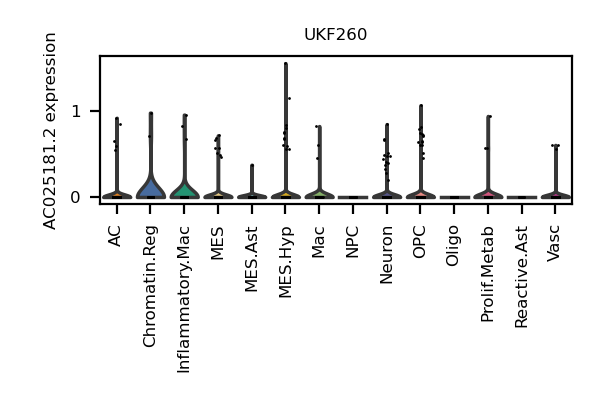 UKF260
AC025181.2 expression
1
0
AC
Chromatin.Reg
Inflammatory.Mac
MES
MES.Ast
MES.Hyp
Mac
NPC
Neuron
OPC
Oligo
Prolif.Metab
Reactive.Ast
Vasc